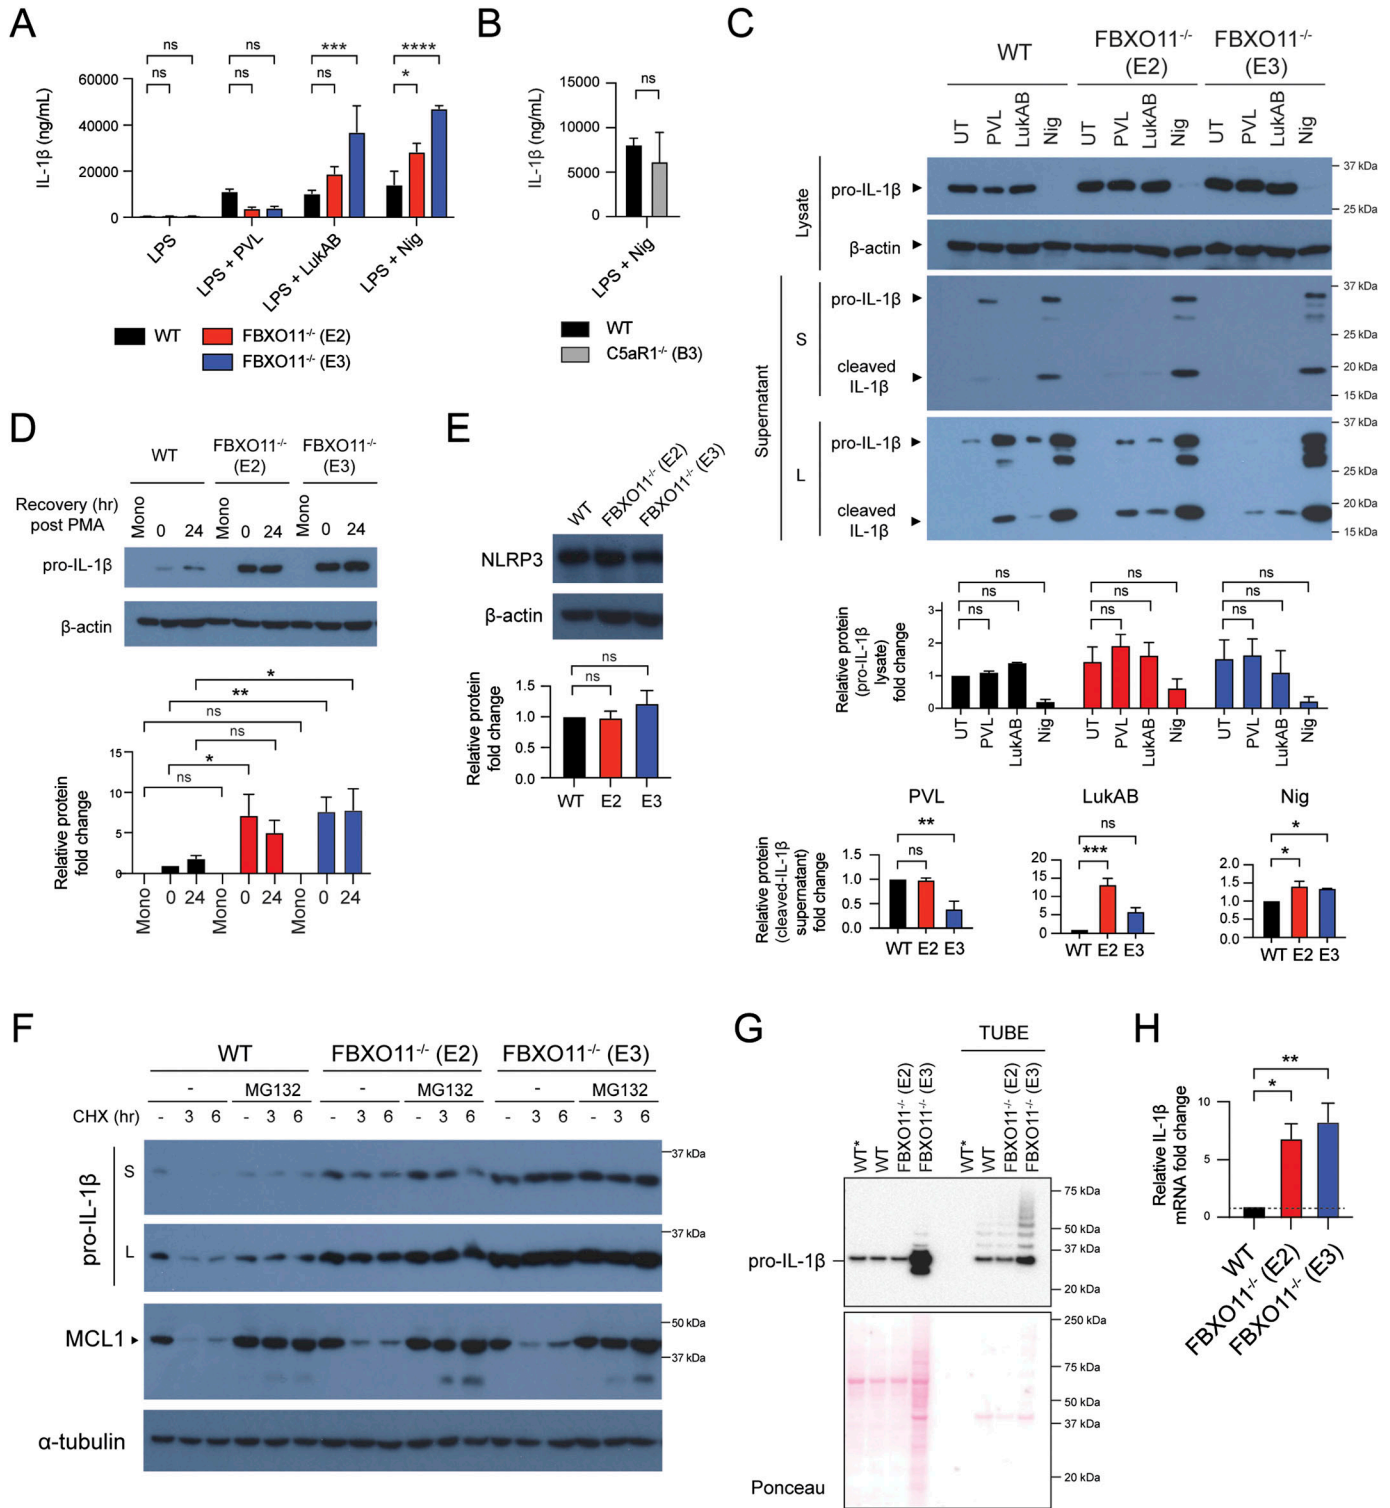 A
IL-1β (ng/mL)
60000
40000
20000
0
ns
ns
ns
ns
***
ns
****
*
LPS
LPS + PVL
LPS + LukAB
LPS + Nig
WT
FBXO11-/- (E2)
FBXO11-/- (E3)
B
IL-1β (ng/mL)
15000
10000
5000
0
ns
LPS + Nig
WT
C5aR1-/- (B3)
C
WT
FBXO11-/-
(E2)
FBXO11-/-
(E3)
UT
PVL
LukAB
Nig
UT
PVL
LukAB
Nig
UT
PVL
LukAB
Nig
Lysate
pro-IL-1β
37 kDa
25 kDa
β-actin
Supernatant
S
pro-IL-1β
cleaved
IL-1β
37 kDa
25 kDa
20 kDa
15 kDa
L
pro-IL-1β
cleaved
IL-1β
37 kDa
25 kDa
20 kDa
15 kDa
Relative protein
(pro-IL-1β
lysate)
fold change
3
2
1
0
ns
ns
ns
ns
ns
ns
ns
ns
ns
UT
PVL
LukAB
Nig
UT
PVL
LukAB
Nig
UT
PVL
LukAB
Nig
Relative protein
(cleaved-IL-1β
supernatant)
fold change
PVL
**
ns
1.5
1.0
0.5
0.0
WT E2 E3
LukAB
ns
***
20
15
10
5
0
WT E2 E3
Nig
*
*
2.0
1.5
1.0
0.5
0.0
WT E2 E3
D
WT
FBXO11-/-
(E2)
FBXO11-/-
(E3)
Recovery (hr)
post PMA
Mono
0
24
Mono
0
24
Mono
0
24
pro-IL-1β
β-actin
*
**
ns
ns
*
ns
Relative protein
fold change
15
10
5
0
Mono
0
24
Mono
0
24
Mono
0
24
E
WT
FBXO11-/- (E2)
FBXO11-/- (E3)
NLRP3
β-actin
ns
ns
Relative protein
fold change
1.5
1.0
0.5
0.0
WT E2 E3
F
WT
FBXO11-/- (E2)
FBXO11-/- (E3)
- MG132 - MG132 - MG132
CHX (hr) - 3 6 - 3 6 - 3 6 - 3 6 - 3 6 - 3 6
pro-IL-1β
S
37 kDa
L
37 kDa
MCL1
50 kDa
37 kDa
α-tubulin
G
TUBE
WT*
WT
FBXO11-/- (E2)
FBXO11-/- (E3)
WT*
WT
FBXO11-/- (E2)
FBXO11-/- (E3)
pro-IL-1β
75 kDa
50 kDa
37 kDa
20 kDa
250 kDa
75 kDa
50 kDa
37 kDa
20 kDa
Ponceau
H
**
*
Relative IL-1β
mRNA fold change
10
5
0
WT
FBXO11-/- (E2)
FBXO11-/- (E3)